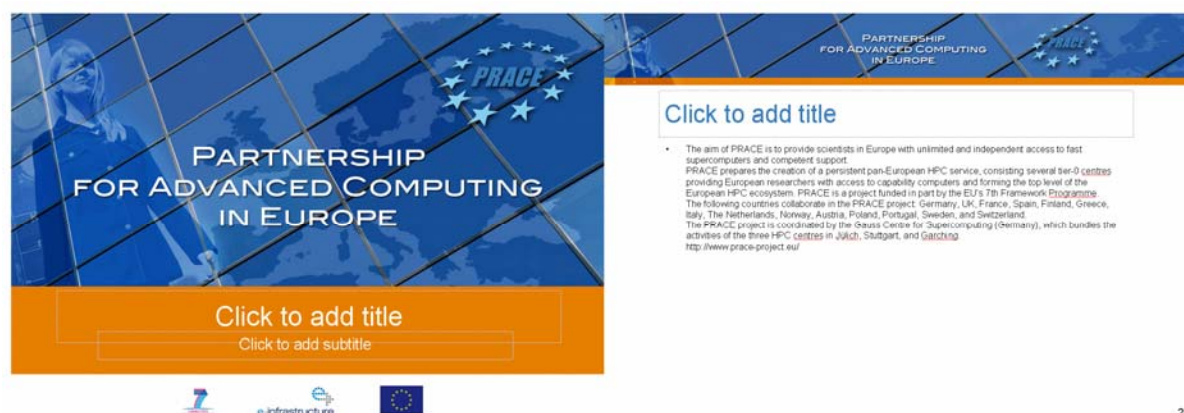 PRACE
PARTNERSHIP
FOR ADVANCED COMPUTING
IN EUROPE
Click to add title
Click to add subtitle
7
e-infrastructure
PARTNERSHIP
FOR ADVANCED COMPUTING
IN EUROPE
PRACE
Click to add title
• The aim of PRACE is to provide scientists in Europe with unlimited and independent access to fast
supercomputers and competent support.
PRACE prepares the creation of a persistent pan-European HPC service, consisting several tier-0 centres
providing European researchers with access to capability computers and forming the top level of the
European HPC ecosystem. PRACE is a project funded in part by the EU's 7th Framework Programme.
The following countries collaborate in the PRACE project: Germany, UK, France, Spain, Finland, Greece,
Italy, The Netherlands, Norway, Austria, Poland, Portugal, Sweden, and Switzerland.
The PRACE project is coordinated by the Gauss Centre for Supercomputing (Germany), which bundles the
activities of the three HPC centres in Jülich, Stuttgart, and Garching.
http://www.prace-project.eu/